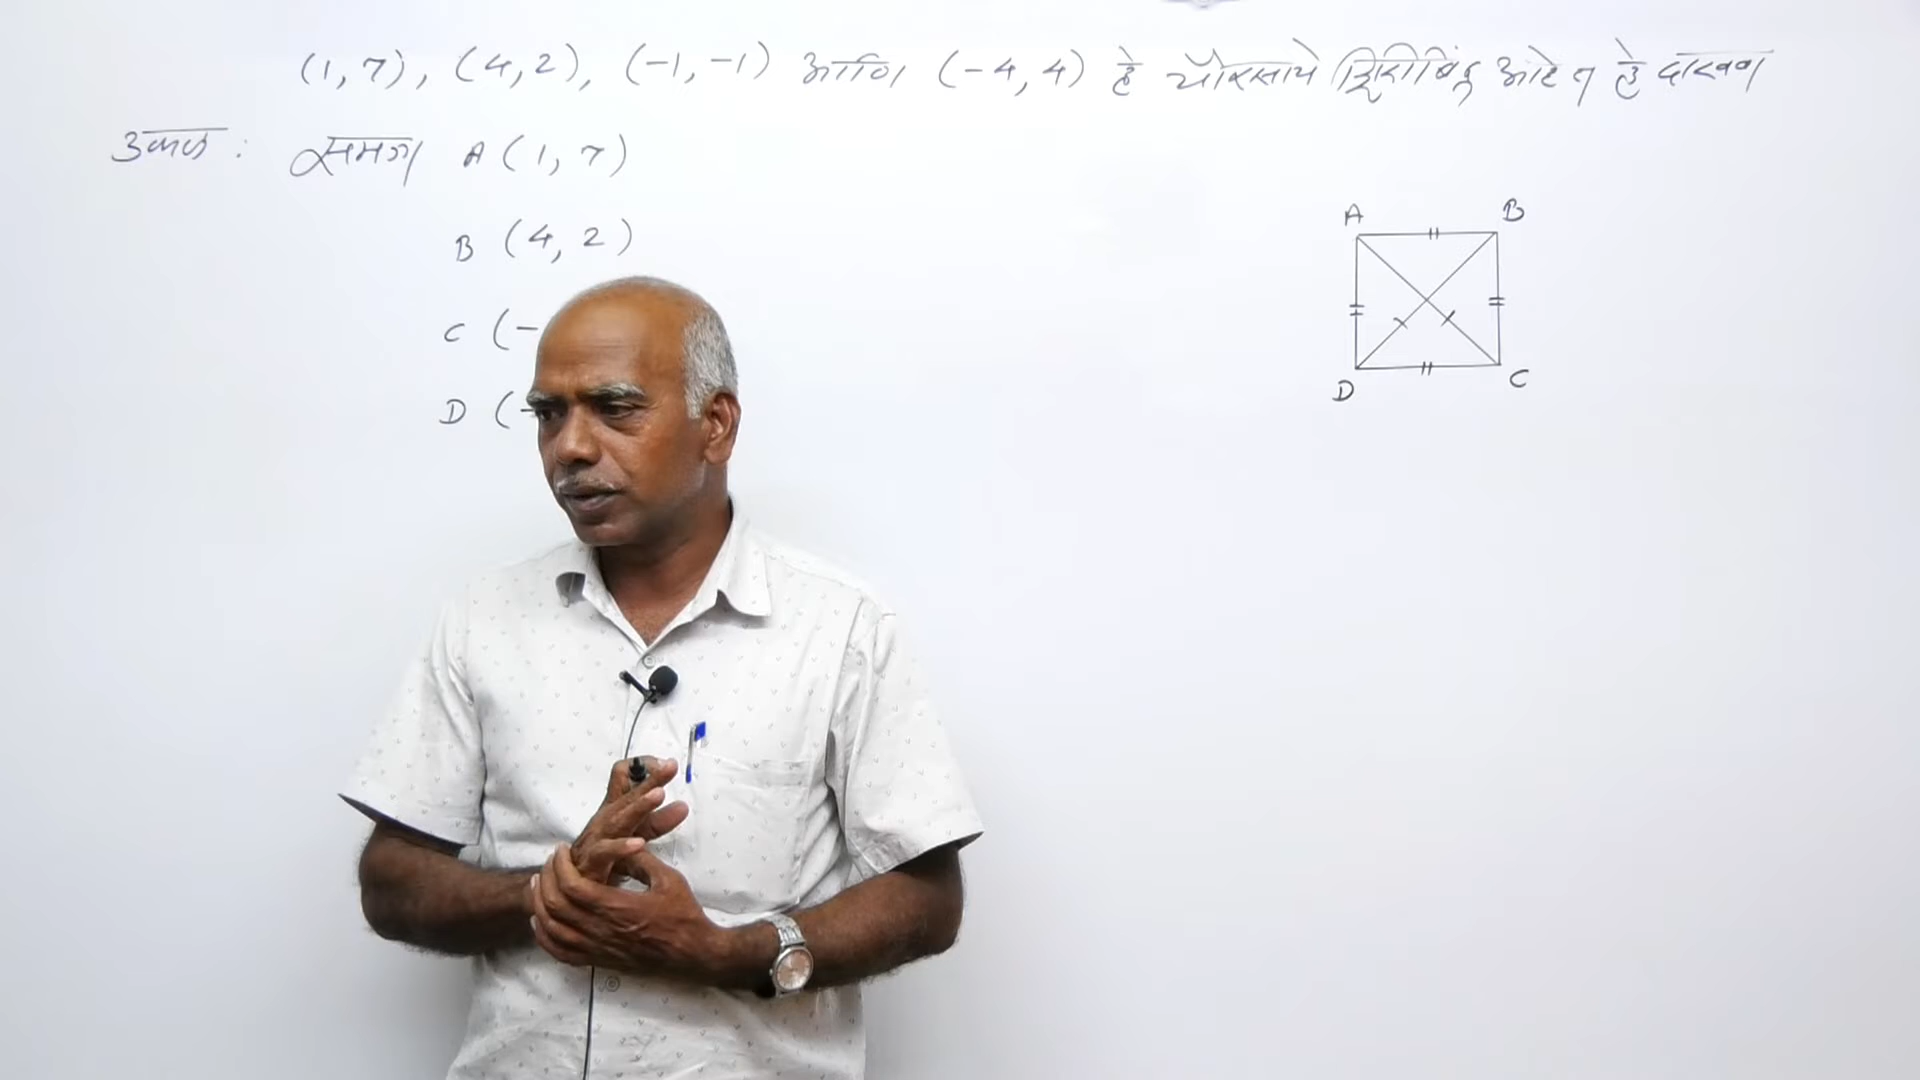 (1, 7), (4, 2), (-1, -1) आणि (-4, 4) हे चौरसाचे शिरोबिंदू आहेत हे दाखवा
उकल : समजा A (1, 7)
B (4, 2)
C (-
D (-
A B
D C